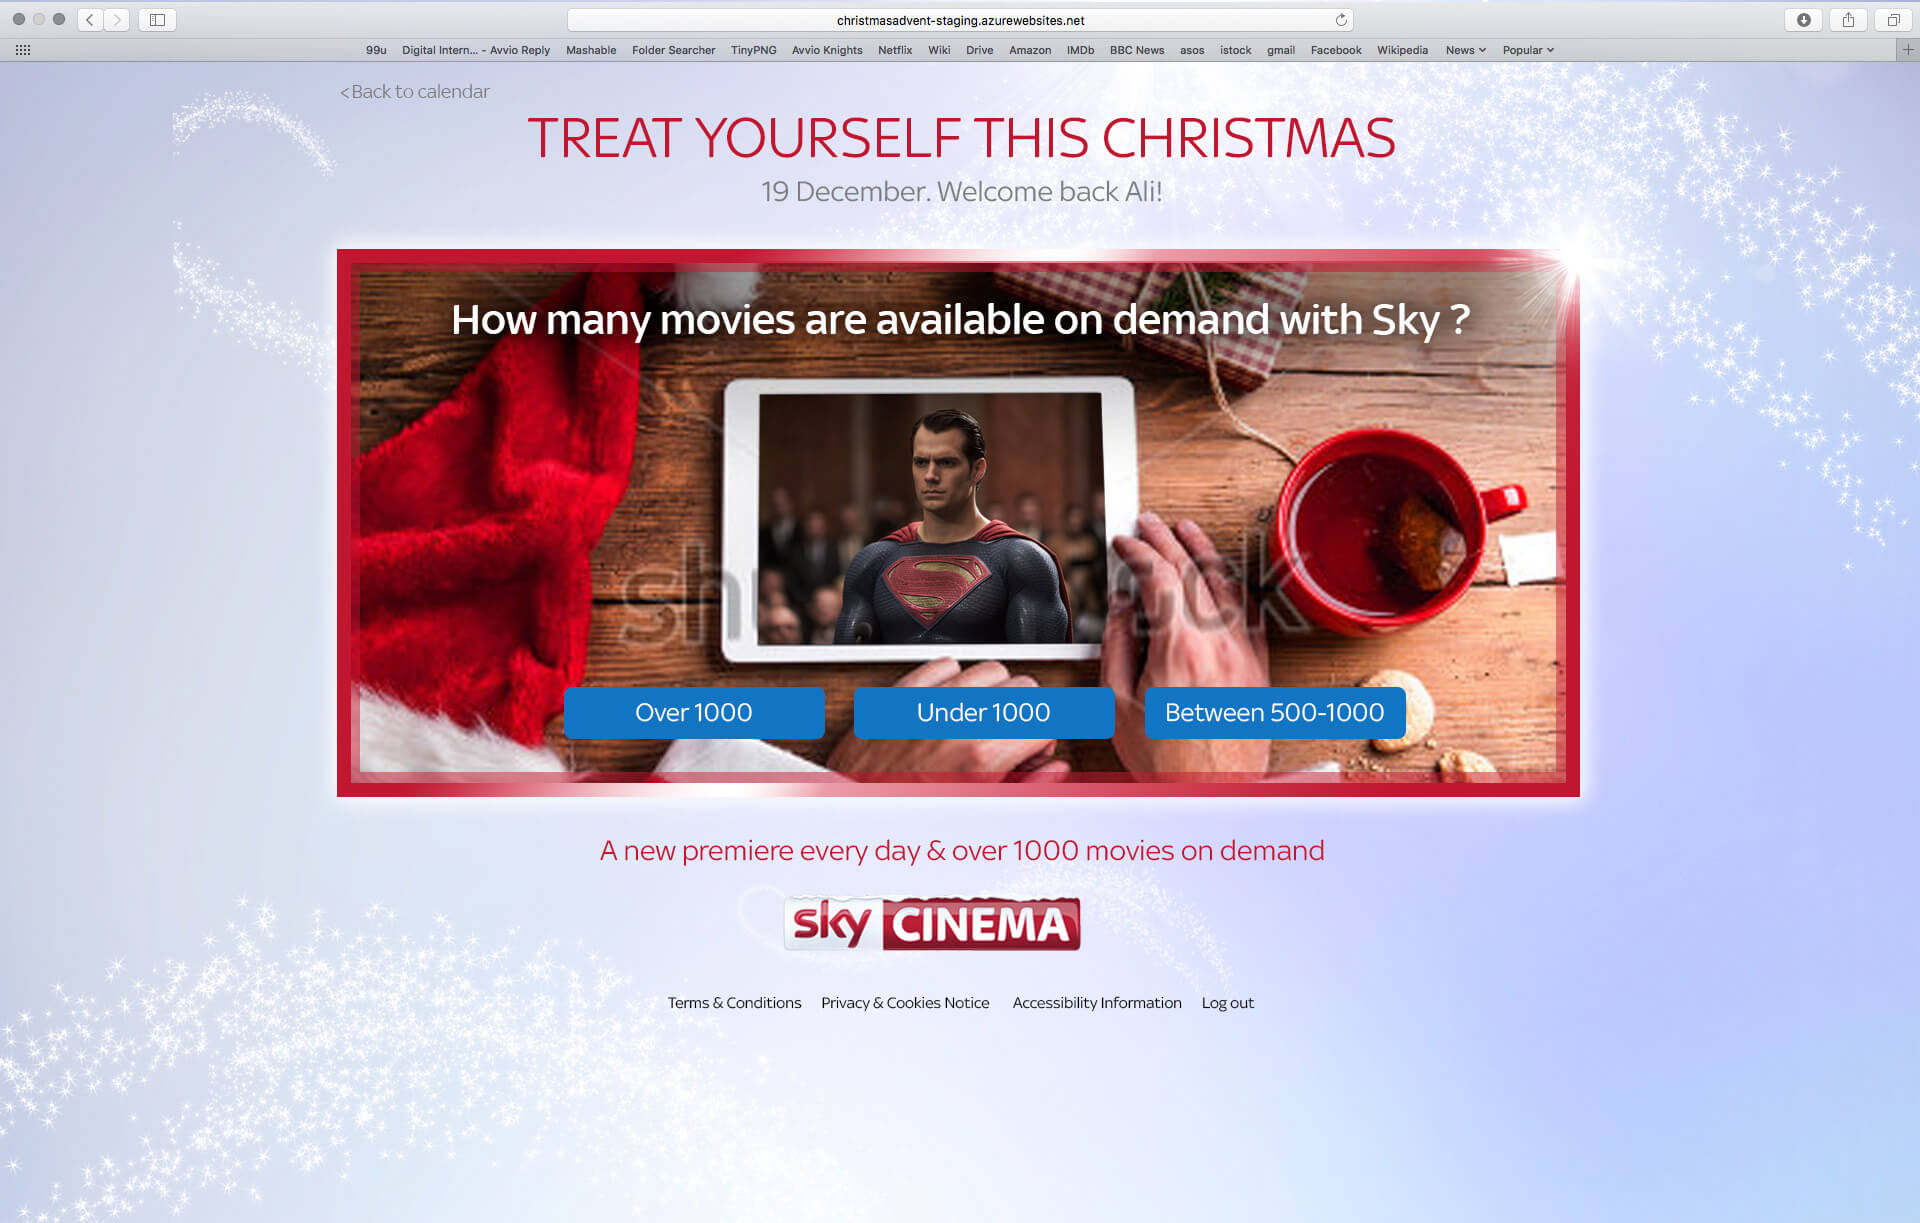 christmasadvent-staging.azurewebsites.net
99u Digital Intern... - Avvio Reply Mashable Folder Searcher TinyPNG Avvio Knights Netflix Wiki Drive Amazon IMDb BBC News asos istock gmail Facebook Wikipedia News Popular
<Back to calendar
TREAT YOURSELF THIS CHRISTMAS
19 December. Welcome back Ali!
How many movies are available on demand with Sky ?
Over 1000 Under 1000 Between 500-1000
A new premiere every day & over 1000 movies on demand
sky CINEMA
Terms & Conditions Privacy & Cookies Notice Accessibility Information Log out